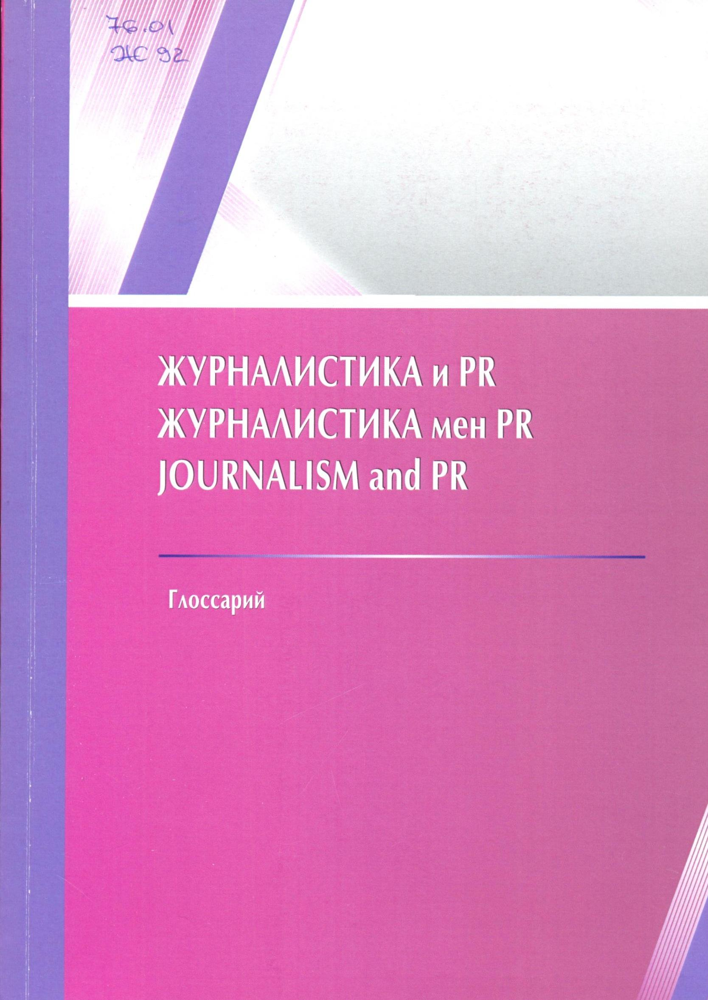 76.01
Ж 92
ЖУРНАЛИСТИКА и PR
ЖУРНАЛИСТИКА мен PR
JOURNALISM and PR
Глоссарий